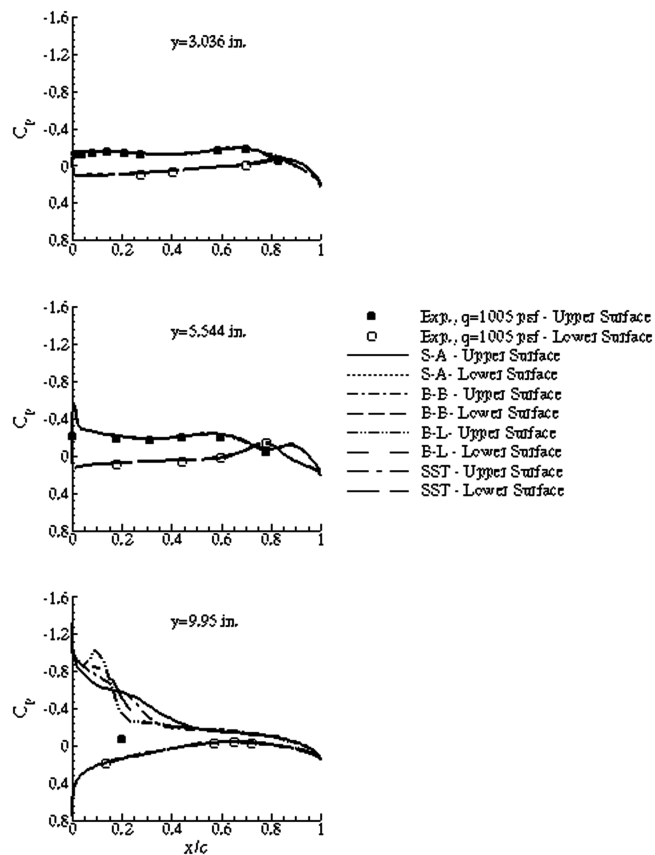 -1.6
y=3.036 in.
-1.2
-0.8
Cp
-0.4
0
0.4
0.8
0 0.2 0.4 0.6 0.8 1
-1.6
y=5.544 in.
-1.2
-0.8
Cp
-0.4
0
0.4
0.8
0 0.2 0.4 0.6 0.8 1
Exp., q=1005 psf - Upper Surface
Exp., q=1005 psf - Lower Surface
S-A - Upper Surface
S-A - Lower Surface
B-B - Upper Surface
B-B - Lower Surface
B-L - Upper Surface
B-L - Lower Surface
SST - Upper Surface
SST - Lower Surface
-1.6
y=9.95 in.
-1.2
-0.8
Cp
-0.4
0
0.4
0.8
0 0.2 0.4 0.6 0.8 1
x/c